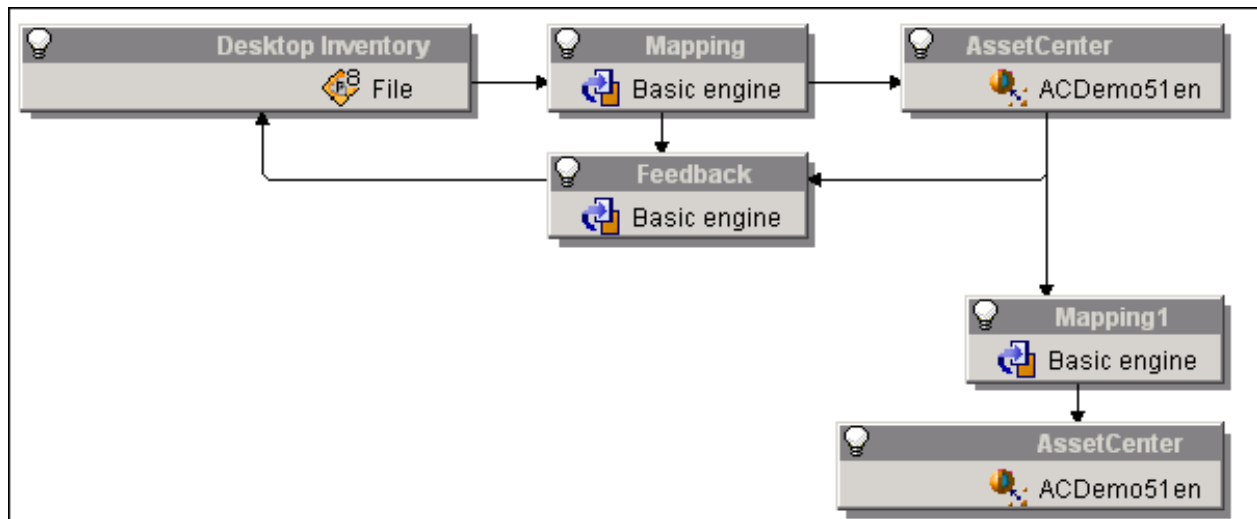 Desktop Inventory
File
Mapping
Basic engine
AssetCenter
ACDemo51en
Feedback
Basic engine
Mapping1
Basic engine
AssetCenter
ACDemo51en